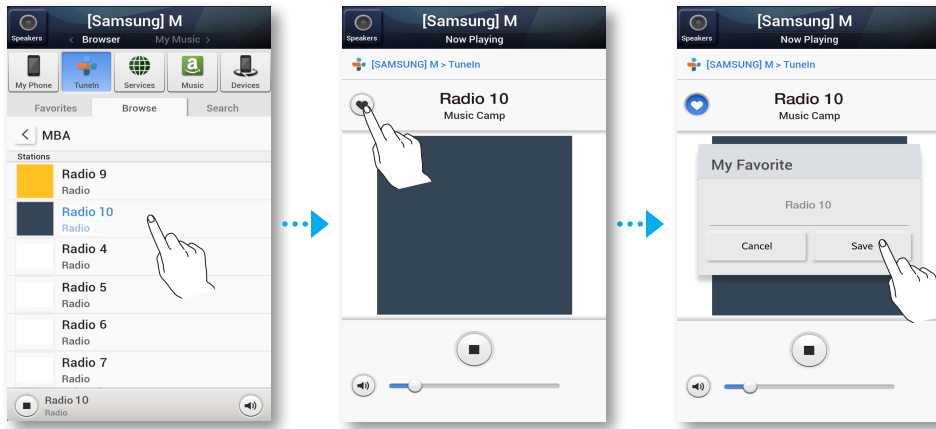 [Samsung] M
Speakers
< Browser
My Music >
My Phone
TuneIn
Services
a
Music
Devices
Favorites
Browse
Search
< MBA
Stations
Radio 9
Radio
Radio 10
Radio
Radio 4
Radio
Radio 5
Radio
Radio 6
Radio
Radio 7
Radio
Radio 10
Radio
[Samsung] M
Speakers
Now Playing
[SAMSUNG] M > TuneIn
Radio 10
Music Camp
[Samsung] M
Speakers
Now Playing
[SAMSUNG] M > TuneIn
Radio 10
Music Camp
My Favorite
Radio 10
Cancel
Save